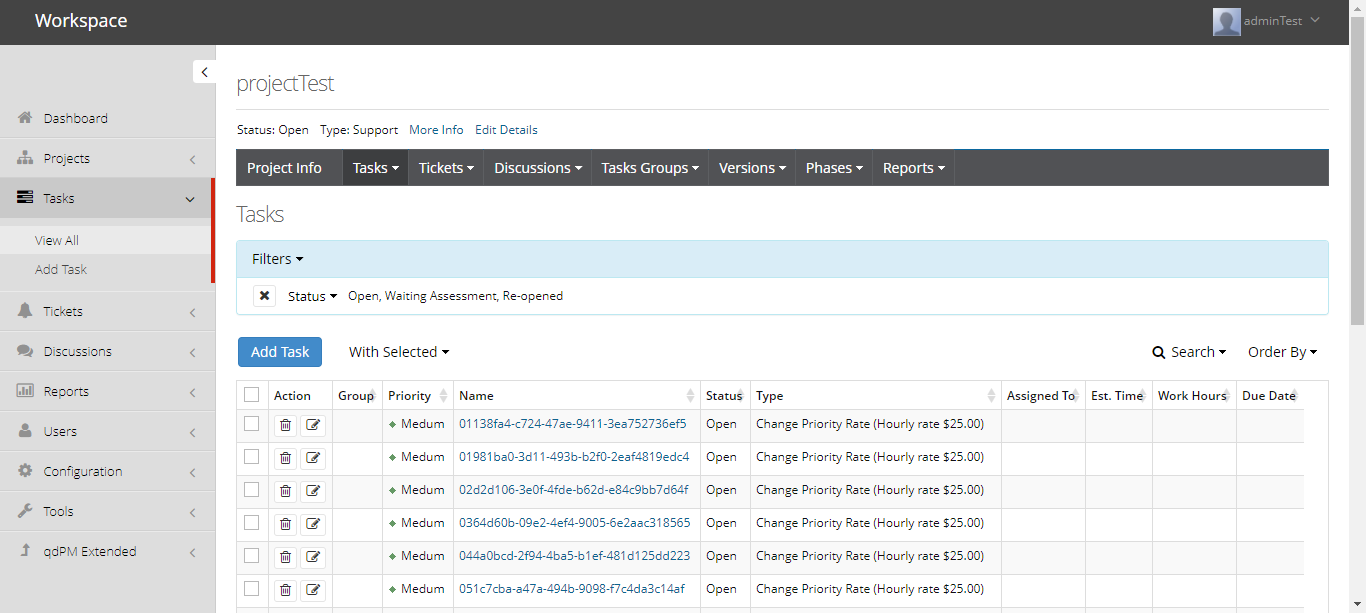 Workspace
adminTest
Dashboard
Projects
Tasks
View All
Add Task
Tickets
Discussions
Reports
Users
Configuration
Tools
qdPM Extended
projectTest
Status: Open Type: Support More Info Edit Details
Project Info Tasks Tickets Discussions Tasks Groups Versions Phases Reports
Tasks
Filters
Status Open, Waiting Assessment, Re-opened
Add Task With Selected Search Order By
Action Group Priority Name Status Type Assigned To Est. Time Work Hours Due Date
Medum 01138fa4-c724-47ae-9411-3ea752736ef5 Open Change Priority Rate (Hourly rate $25.00)
Medum 01981ba0-3d11-493b-b2f0-2eaf4819edc4 Open Change Priority Rate (Hourly rate $25.00)
Medum 02d2d106-3e0f-4fde-b62d-e84c9bb7d64f Open Change Priority Rate (Hourly rate $25.00)
Medum 0364d60b-09e2-4ef4-9005-6e2aac318565 Open Change Priority Rate (Hourly rate $25.00)
Medum 044a0bcd-2f94-4ba5-b1ef-481d125dd223 Open Change Priority Rate (Hourly rate $25.00)
Medum 051c7cba-a47a-494b-9098-f7c4da3c14af Open Change Priority Rate (Hourly rate $25.00)